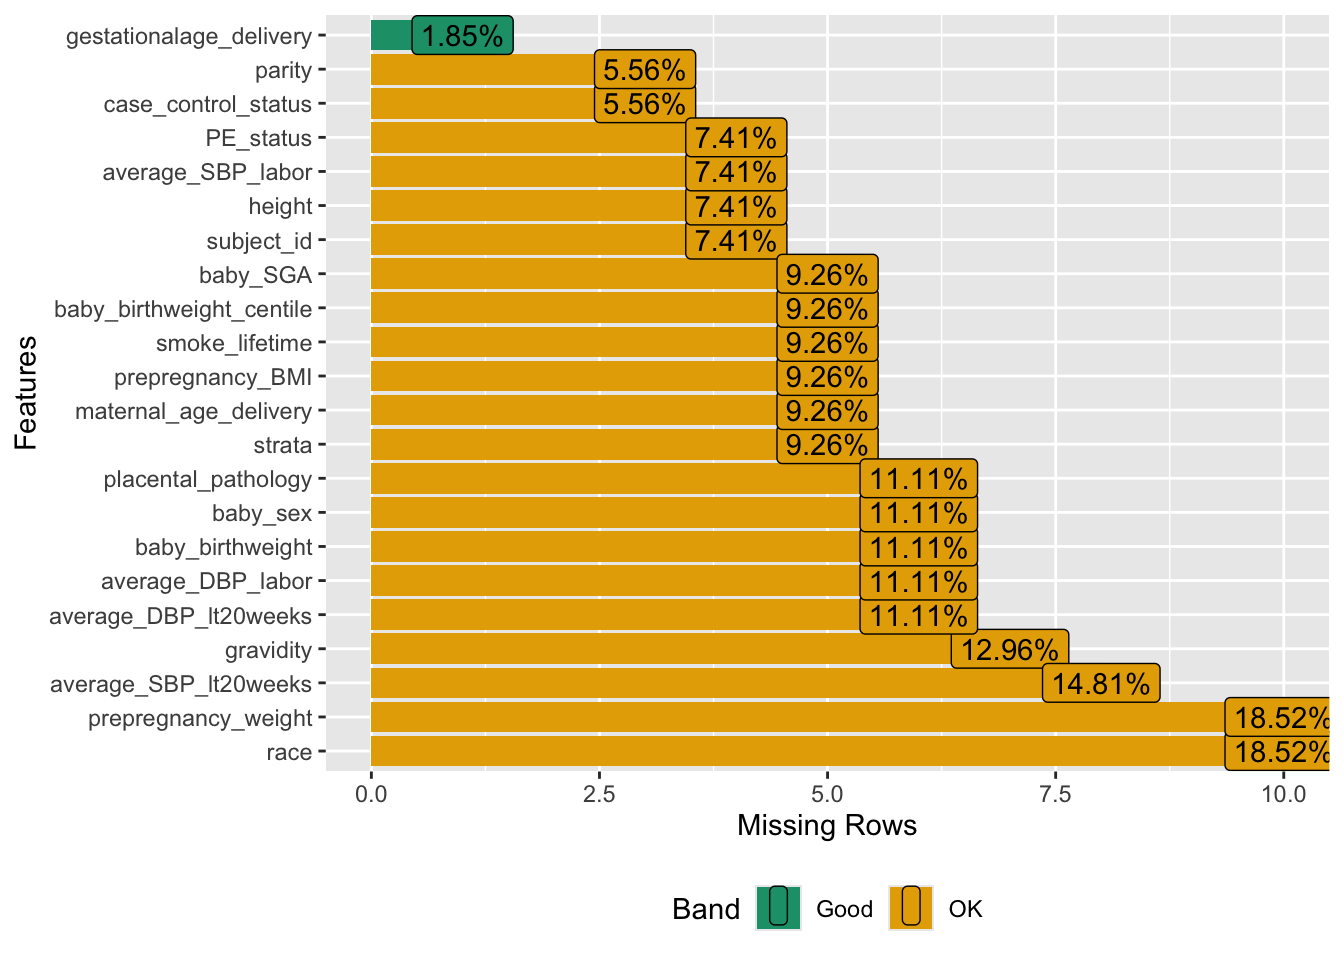 gestationalage_delivery 1.85%
parity 5.56%
case_control_status 5.56%
PE_status 7.41%
average_SBP_labor 7.41%
height 7.41%
subject_id 7.41%
baby_SGA 9.26%
baby_birthweight_centile 9.26%
smoke_lifetime 9.26%
prepregnancy_BMI 9.26%
maternal_age_delivery 9.26%
strata 9.26%
placental_pathology 11.11%
baby_sex 11.11%
baby_birthweight 11.11%
average_DBP_labor 11.11%
average_DBP_lt20weeks 11.11%
gravidity 12.96%
average_SBP_lt20weeks 14.81%
prepregnancy_weight 18.52%
race 18.52%
Features
0.0 2.5 5.0 7.5 10.0
Missing Rows
Band Good OK